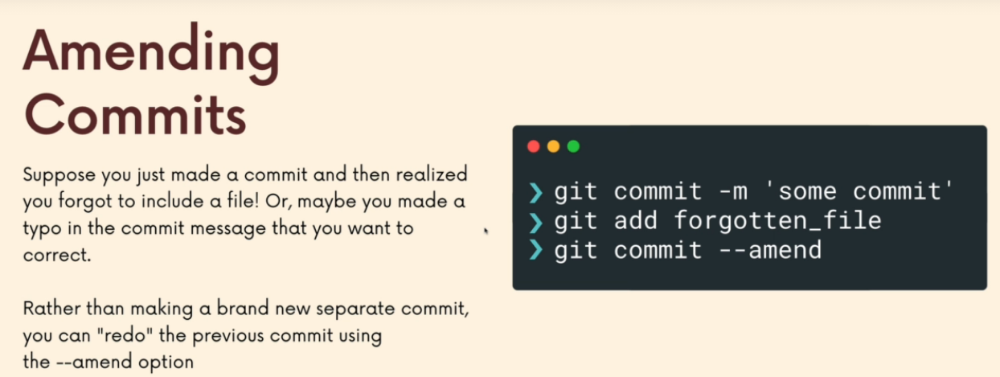 Amending
Commits
Suppose you just made a commit and then realized
you forgot to include a file! Or, maybe you made a
typo in the commit message that you want to
correct.
Rather than making a brand new separate commit,
you can "redo" the previous commit using
the --amend option
❯ git commit -m 'some commit'
❯ git add forgotten_file
❯ git commit --amend